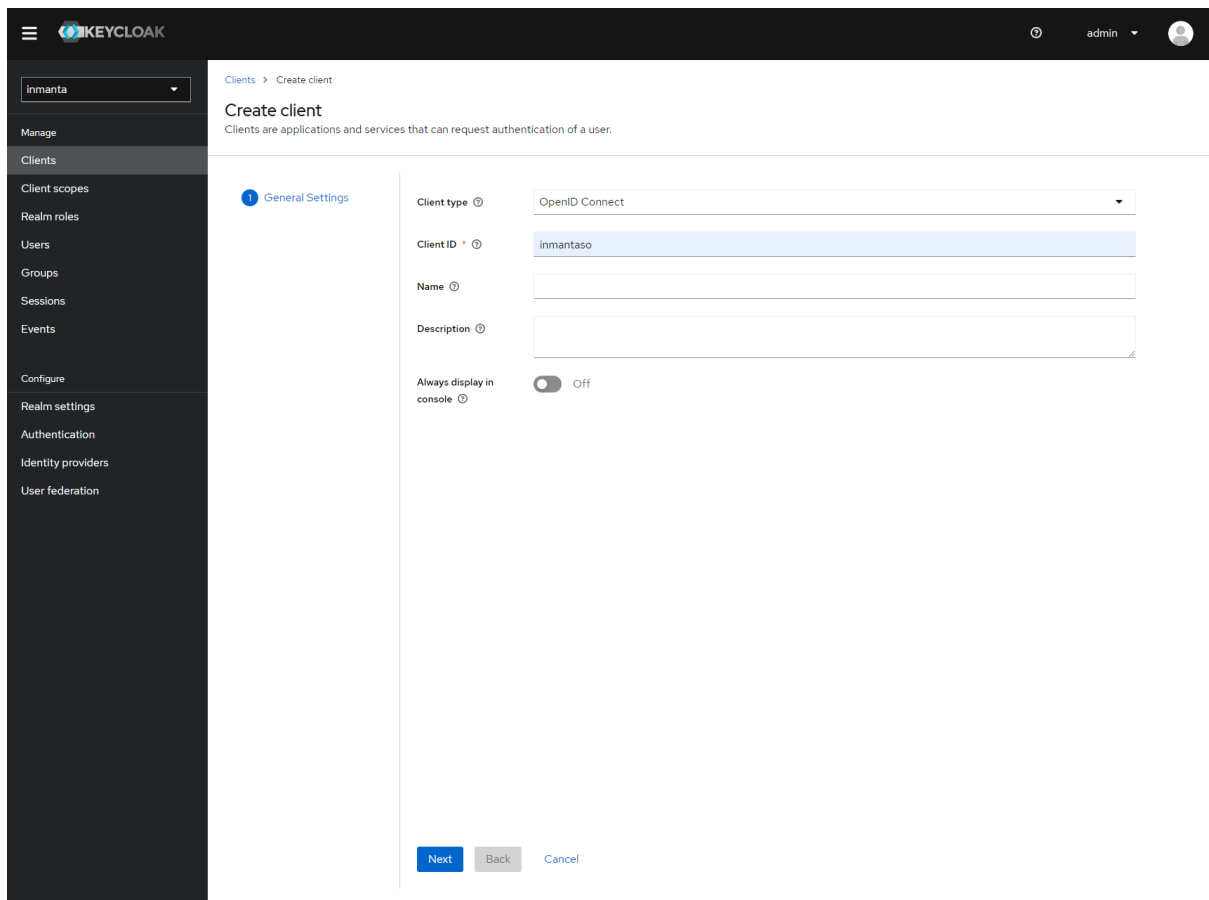 KEYCLOAK
admin
inmanta
Manage
Clients
Client scopes
Realm roles
Users
Groups
Sessions
Events
Configure
Realm settings
Authentication
Identity providers
User federation
Clients > Create client
Create client
Clients are applications and services that can request authentication of a user.
1 General Settings
Client type
OpenID Connect
Client ID *
inmantaso
Name
Description
Always display in
console
Off
Next
Back
Cancel